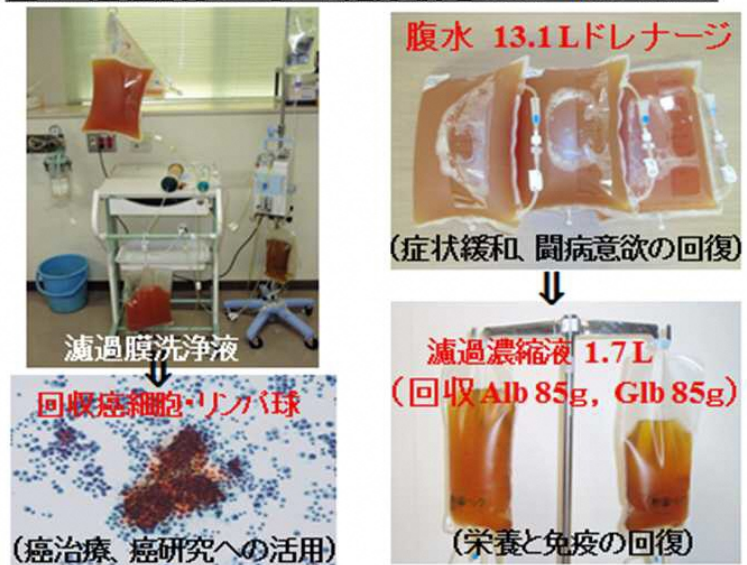 濾過膜洗浄液
回収癌細胞・リンパ球
(癌治療、癌研究への活用)
腹水 13.1Lドレナージ
(症状緩和、闘病意欲の回復)
濾過濃縮液 1.7L
(回収Alb 85g, Glb 85g)
(栄養と免疫の回復)